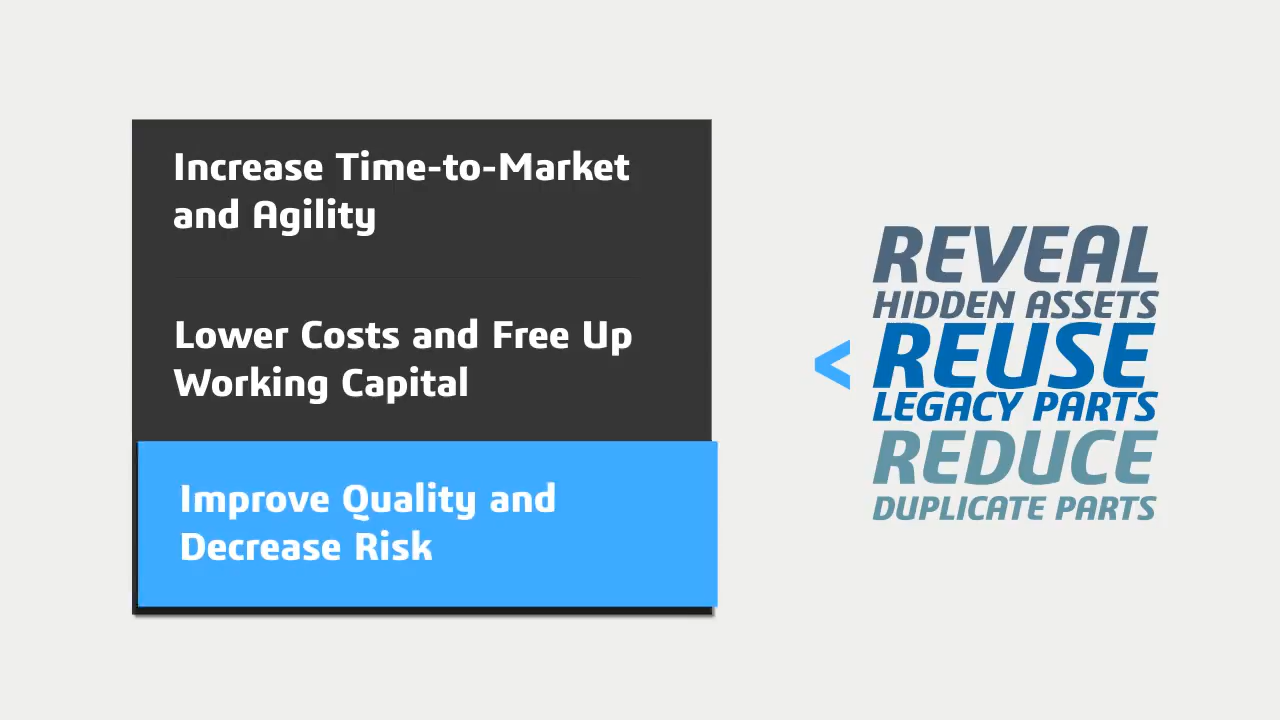 Increase Time-to-Market
and Agility
Lower Costs and Free Up
Working Capital
Improve Quality and
Decrease Risk
<
REVEAL
HIDDEN ASSETS
REUSE
LEGACY PARTS
REDUCE
DUPLICATE PARTS